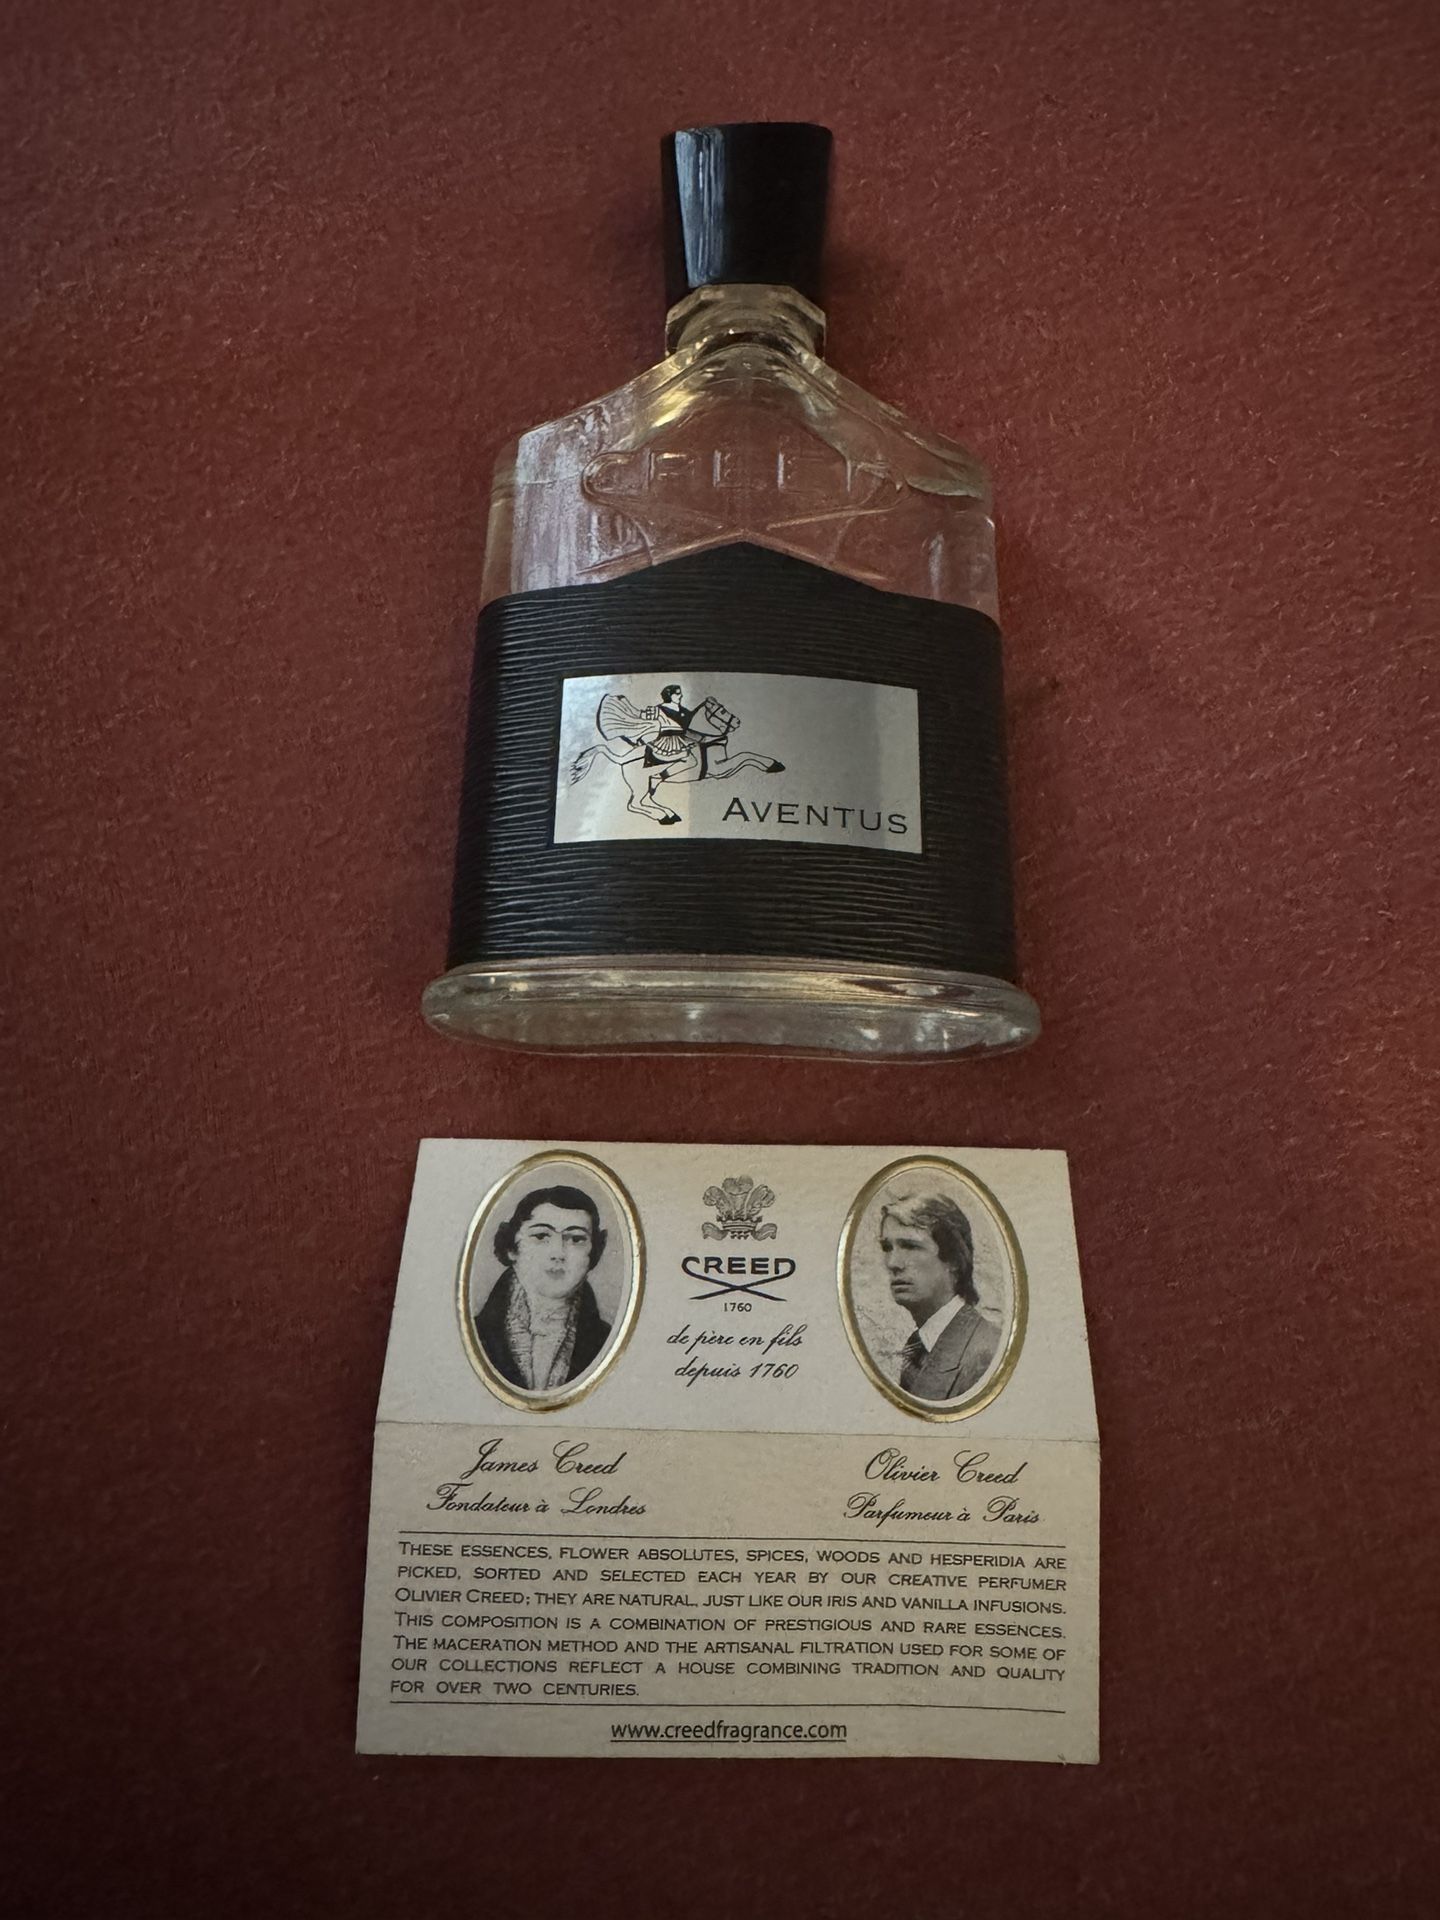 CREED
AVENTUS
CREED
1760
de père en fils
depuis 1760
James Creed
Fondateur à Londres
Olivier Creed
Parfumeur à Paris
THESE ESSENCES, FLOWER ABSOLUTES, SPICES, WOODS AND HESPERIDIA ARE
PICKED, SORTED AND SELECTED EACH YEAR BY OUR CREATIVE PERFUMER
OLIVIER CREED; THEY ARE NATURAL, JUST LIKE OUR IRIS AND VANILLA INFUSIONS.
THIS COMPOSITION IS A COMBINATION OF PRESTIGIOUS AND RARE ESSENCES.
THE MACERATION METHOD AND THE ARTISANAL FILTRATION USED FOR SOME OF
OUR COLLECTIONS REFLECT A HOUSE COMBINING TRADITION AND QUALITY
FOR OVER TWO CENTURIES.
www.creedfragrance.com